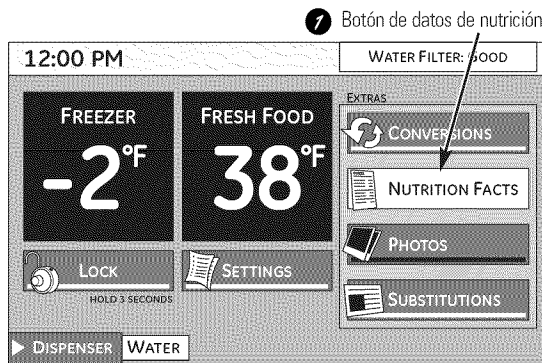 1 Botón de datos de nutrición
12:00 PM
WATER FILTER: GOOD
FREEZER
-2°F
FRESH FOOD
38°F
EXTRAS
CONVERSIONS
NUTRITION FACTS
PHOTOS
SUBSTITUTIONS
LOCK
HOLD 3 SECONDS
SETTINGS
DISPENSER WATER